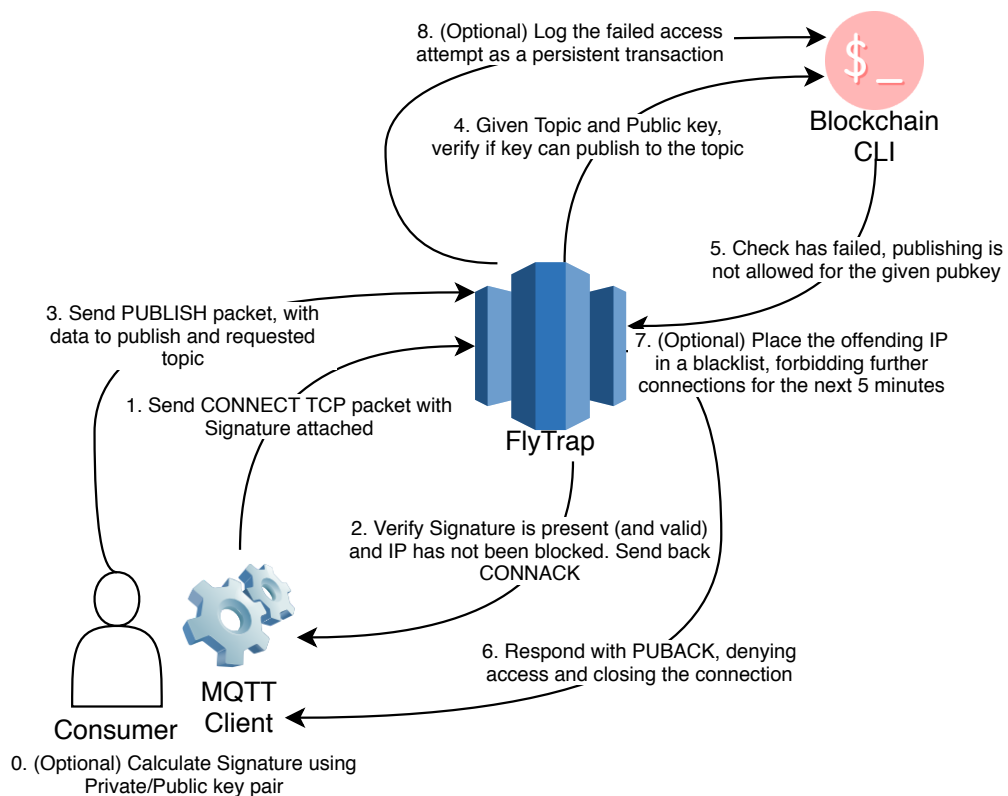 8. (Optional) Log the failed access
attempt as a persistent transaction
$_
Blockchain
CLI
4. Given Topic and Public key,
verify if key can publish to the topic
5. Check has failed, publishing is
not allowed for the given pubkey
3. Send PUBLISH packet, with
data to publish and requested
topic
7. (Optional) Place the offending IP
in a blacklist, forbidding further
connections for the next 5 minutes
1. Send CONNECT TCP packet with
Signature attached
FlyTrap
2. Verify Signature is present (and valid)
and IP has not been blocked. Send back
CONNACK
6. Respond with PUBACK, denying
access and closing the connection
MQTT
Client
Consumer
0. (Optional) Calculate Signature using
Private/Public key pair